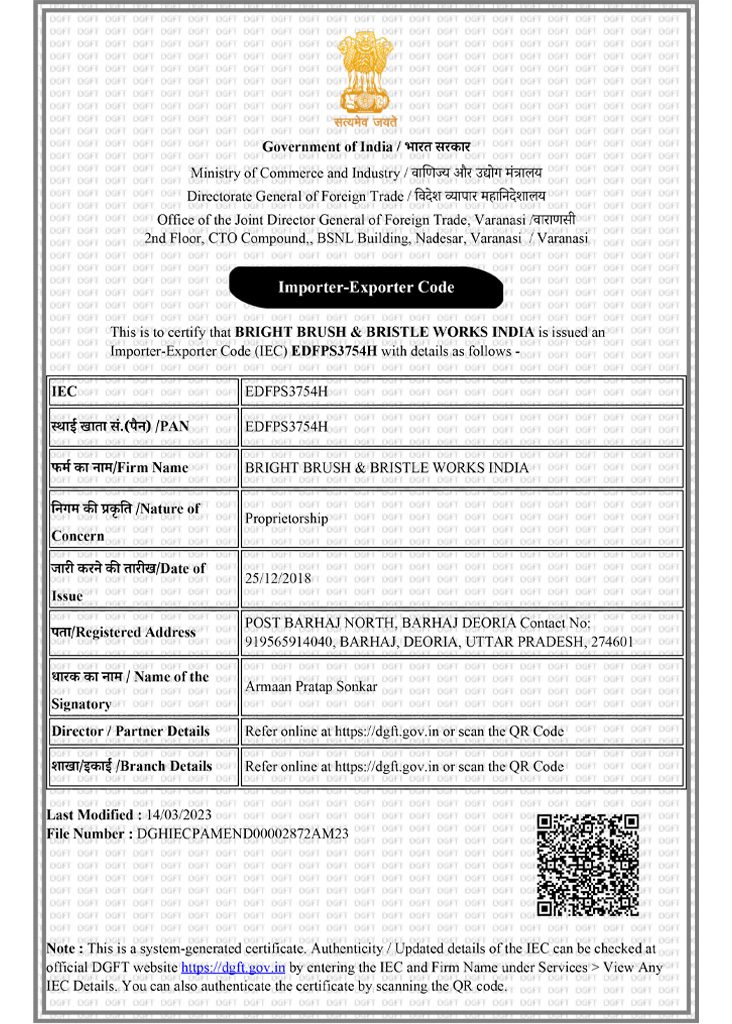 सत्यमेव जयते
Government of India / भारत सरकार
Ministry of Commerce and Industry / वाणिज्य और उद्योग मंत्रालय
Directorate General of Foreign Trade / विदेश व्यापार महानिदेशालय
Office of the Joint Director General of Foreign Trade, Varanasi /वाराणसी
2nd Floor, CTO Compound,, BSNL Building, Nadesar, Varanasi / Varanasi
Importer-Exporter Code
This is to certify that BRIGHT BRUSH & BRISTLE WORKS INDIA is issued an
Importer-Exporter Code (IEC) EDFPS3754H with details as follows -
IEC EDFPS3754H
स्थाई खाता सं.(पैन) /PAN EDFPS3754H
फर्म का नाम/Firm Name BRIGHT BRUSH & BRISTLE WORKS INDIA
निगम की प्रकृति /Nature of
Concern
Proprietorship
जारी करने की तारीख/Date of
Issue
25/12/2018
पता/Registered Address
POST BARHAJ NORTH, BARHAJ DEORIA Contact No:
919565914040, BARHAJ, DEORIA, UTTAR PRADESH, 274601
धारक का नाम / Name of the
Signatory
Armaan Pratap Sonkar
Director / Partner Details Refer online at https://dgft.gov.in or scan the QR Code
शाखा/इकाई /Branch Details Refer online at https://dgft.gov.in or scan the QR Code
Last Modified : 14/03/2023
File Number : DGHIECPAMEND00002872AM23
Note : This is a system-generated certificate. Authenticity / Updated details of the IEC can be checked at
official DGFT website https://dgft.gov.in by entering the IEC and Firm Name under Services > View Any
IEC Details. You can also authenticate the certificate by scanning the QR code.